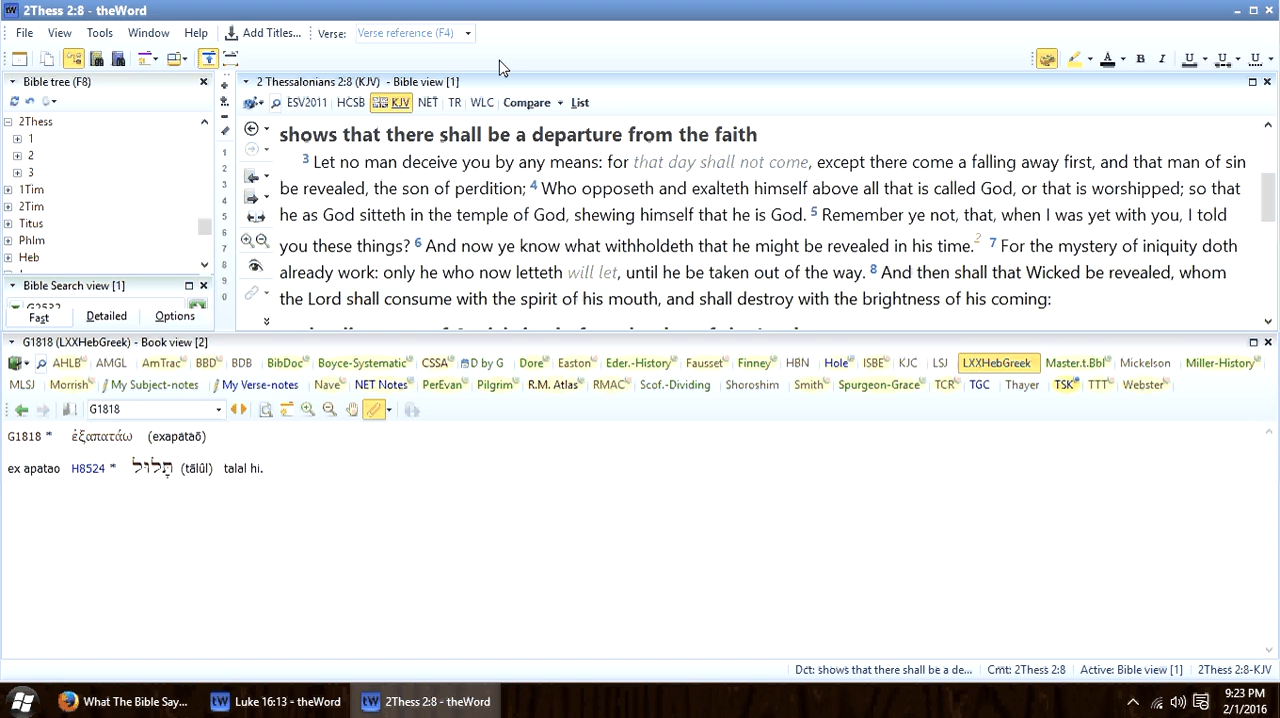 2Thess 2:8 - theWord
File View Tools Window Help Add Titles... Verse: Verse reference (F4)
Bible tree (F8)
2Thess
1
2
3
1Tim
2Tim
Titus
Phlm
Heb
Bible Search view [1]
Fast Detailed Options
2 Thessalonians 2:8 (KJV) - Bible view [1]
ESV2011 HCSB KJV NET TR WLC Compare List
shows that there shall be a departure from the faith
3 Let no man deceive you by any means: for that day shall not come, except there come a falling away first, and that man of sin
be revealed, the son of perdition; 4 Who opposeth and exalteth himself above all that is called God, or that is worshipped; so that
he as God sitteth in the temple of God, shewing himself that he is God. 5 Remember ye not, that, when I was yet with you, I told
you these things? 6 And now ye know what withholdeth that he might be revealed in his time.2 7 For the mystery of iniquity doth
already work: only he who now letteth will let, until he be taken out of the way. 8 And then shall that Wicked be revealed, whom
the Lord shall consume with the spirit of his mouth, and shall destroy with the brightness of his coming:
1
2
3
4
5
6
7
8
9
0
G1818 (LXXHebGreek) - Book view [2]
AHLB AMGL AmTrac BBD BDB BibDoc Boyce-Systematic CSSA D by G Dore Easton Eder.-History Fausset Finney HBN Hole ISBE KJC LSJ LXXHebGreek Master.t.Bbl Mickelson Miller-History
MLSJ Morrish My Subject-notes My Verse-notes Nave NET Notes PerEvan Pilgrim R.M. Atlas RMAC Scof.-Dividing Shoroshim Smith Spurgeon-Grace TCR TGC Thayer TSK TTT Webster
G1818
G1818 * ἐξαπατάω (exapataō)
ex apatao H8524 * תָּלוּל (tâlûl) talal hi.
Dct: shows that there shall be a de... Cmt: 2Thess 2:8 Active: Bible view [1] 2Thess 2:8-KJV
What The Bible Say... Luke 16:13 - theWord 2Thess 2:8 - theWord 9:23 PM
2/1/2016